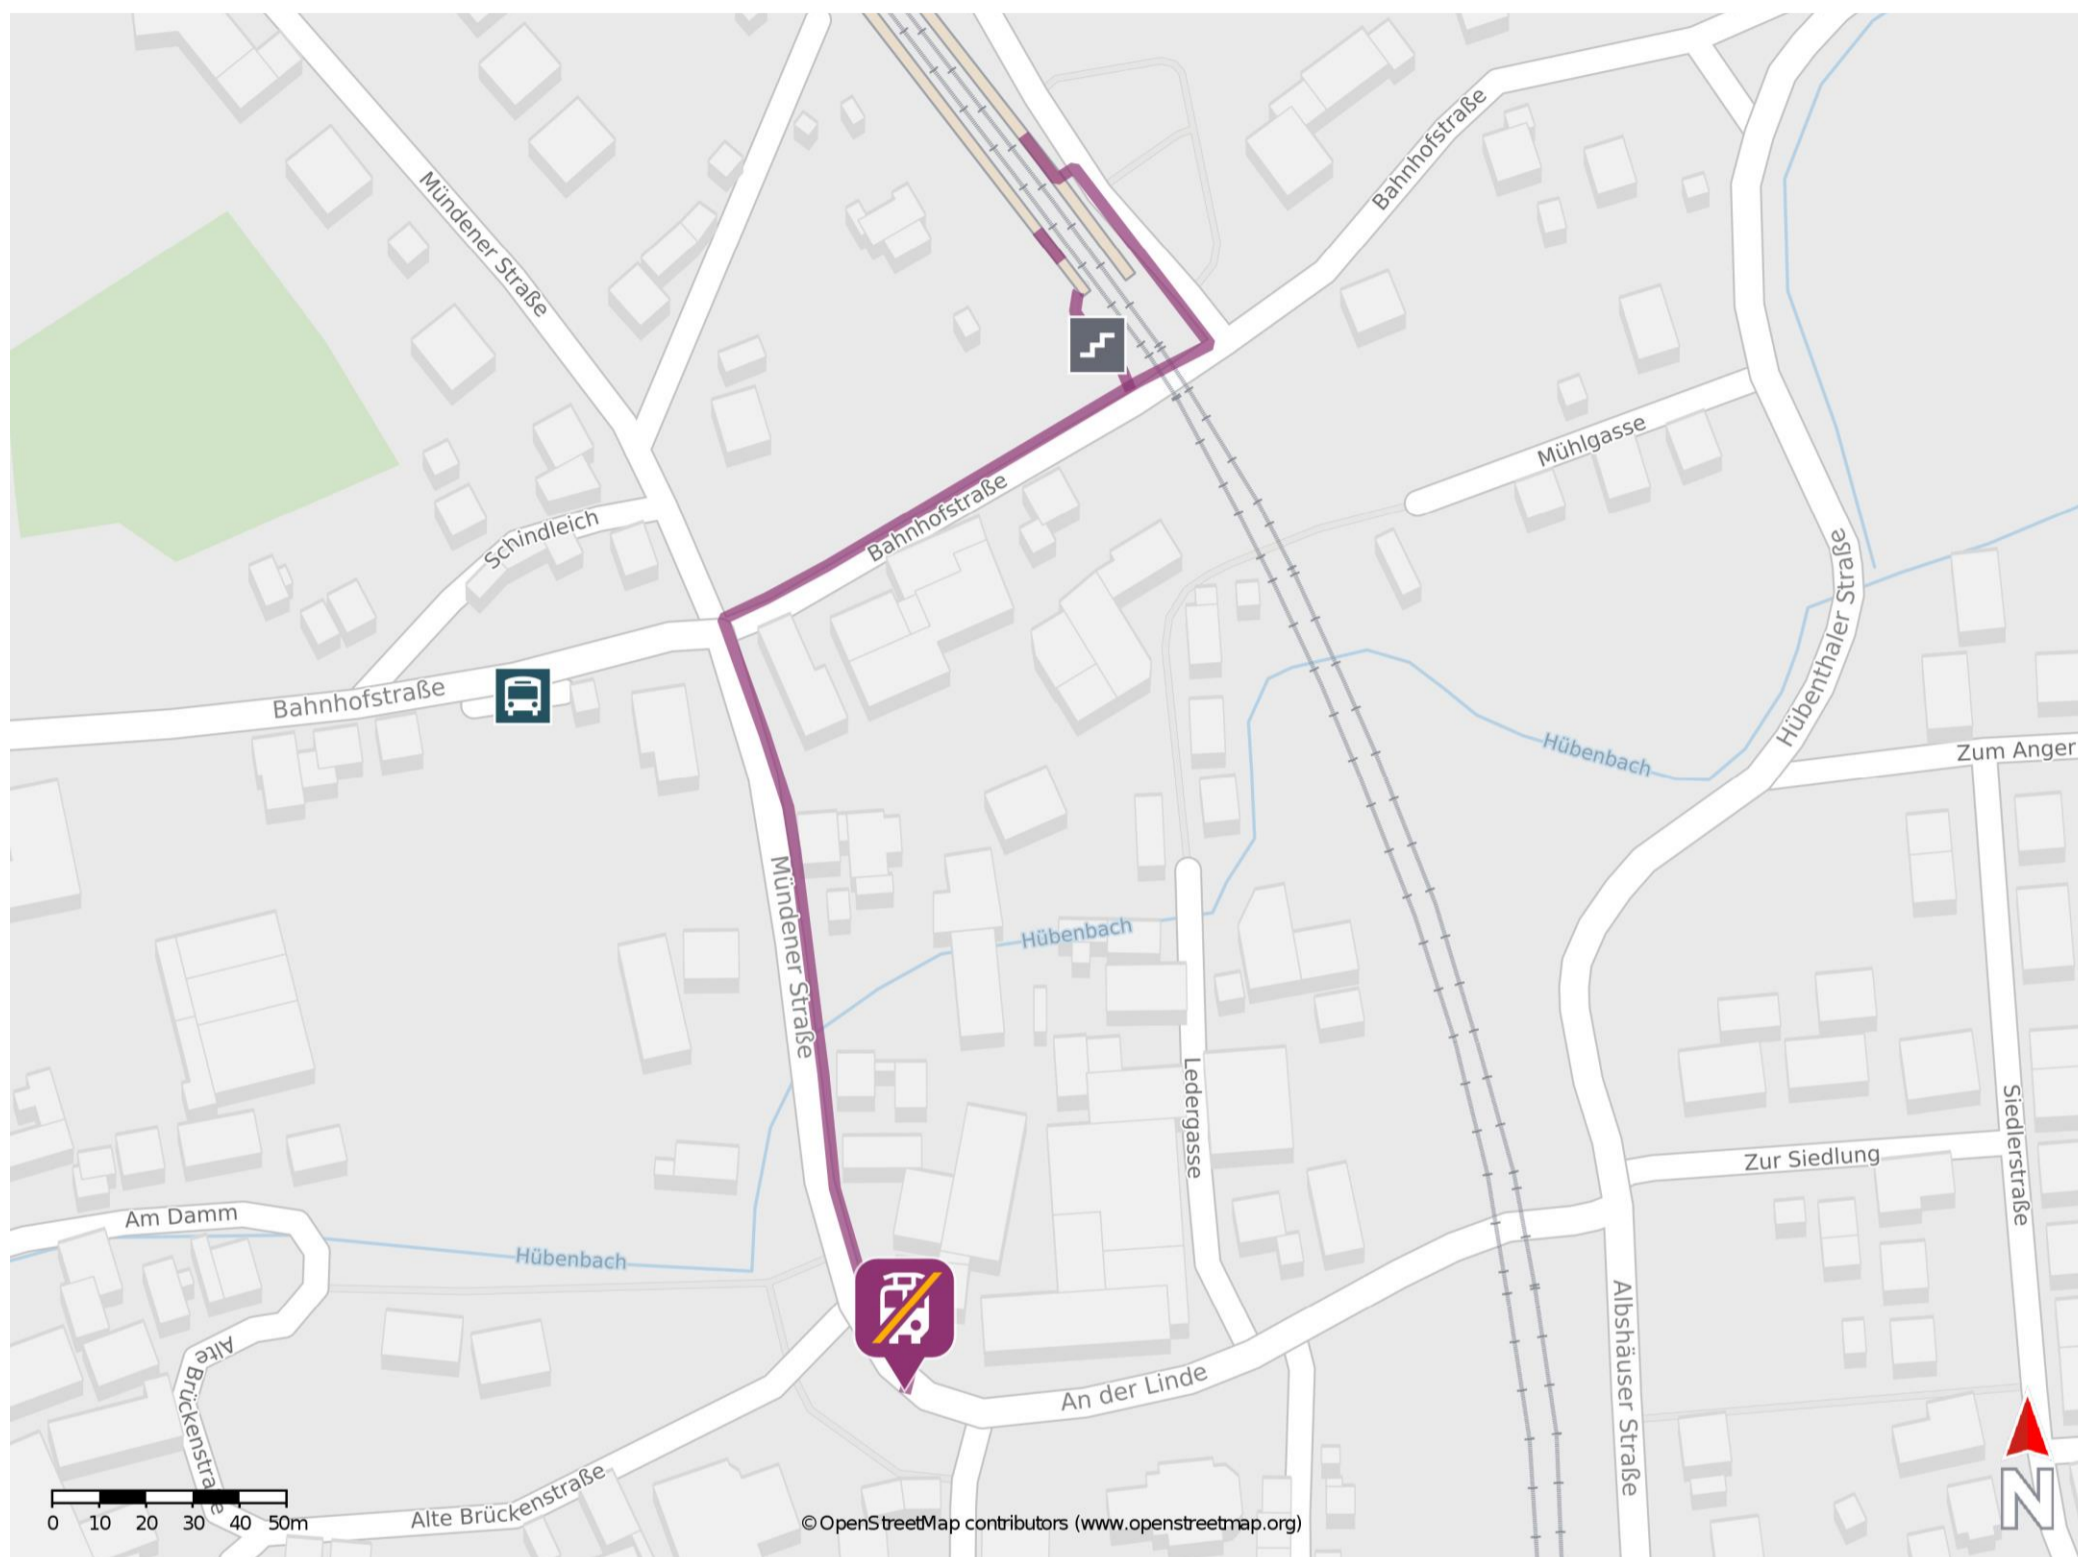 Bahnhofstraße
Mündener Straße
Mühlgasse
Schindleich
Bahnhofstraße
Hübenthaler Straße
Bahnhofstraße
Hübenbach
Zum Anger
Mündener Straße
Hübenbach
Ledergasse
Siedlerstraße
Zur Siedlung
Am Damm
Hübenbach
Albshäuser Straße
Alte Brückenstraße
An der Linde
Alte Brückenstraße
N
0 10 20 30 40 50m
©OpenStreetMap contributors (www.openstreetmap.org)